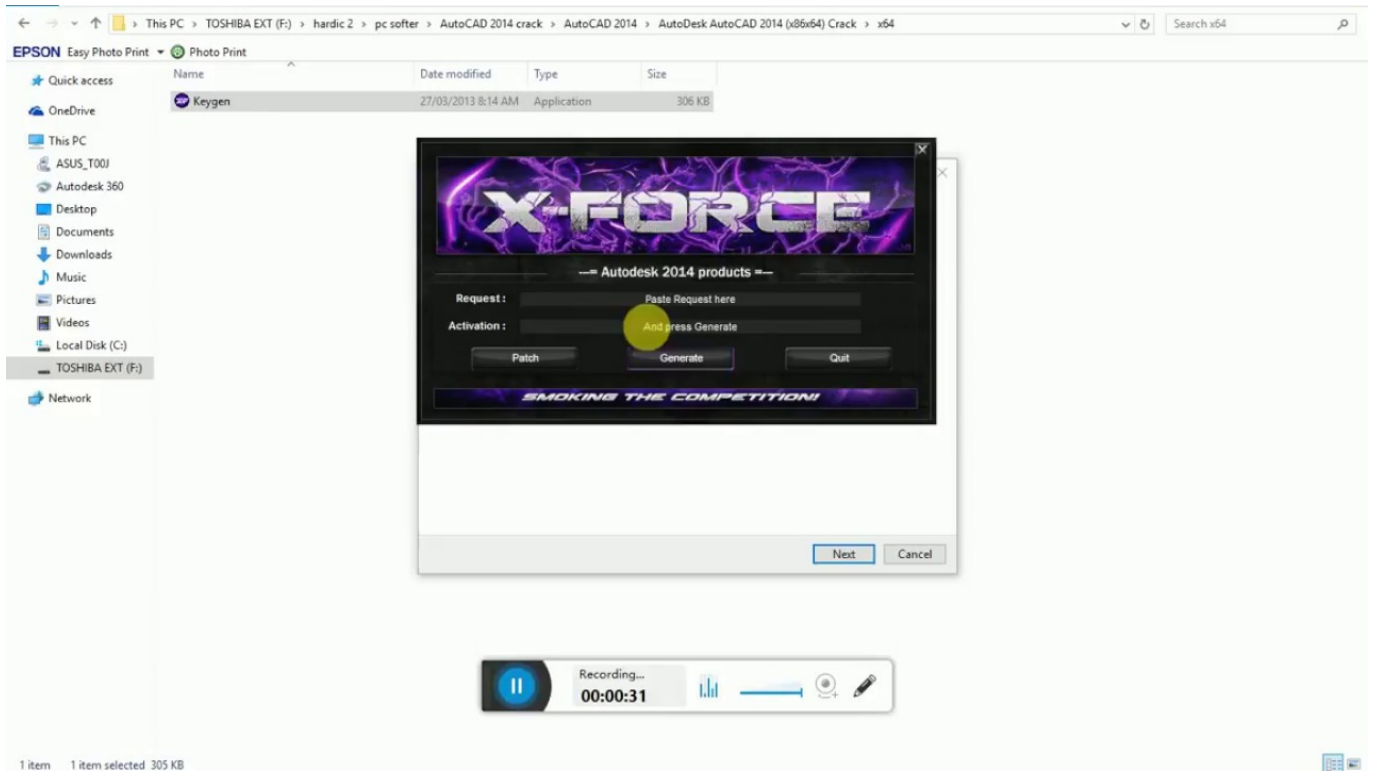 This PC > TOSHIBA EXT (F:) > hardic 2 > pc softer > AutoCAD 2014 crack > AutoCAD 2014 > AutoDesk AutoCAD 2014 (x86x64) Crack > x64
Search x64
EPSON Easy Photo Print Photo Print
Name Date modified Type Size
Quick access
Keygen 27/03/2013 8:14 AM Application 306 KB
OneDrive
This PC
ASUS_T00J
Autodesk 360
Desktop
Documents
Downloads
Music
Pictures
Videos
Local Disk (C:)
TOSHIBA EXT (F:)
Network
X-FORCE
---= Autodesk 2014 products =---
Request : Paste Request here
Activation : And press Generate
Patch Generate Quit
SMOKING THE COMPETITION!
Next Cancel
Recording...
00:00:31
1 item 1 item selected 305 KB